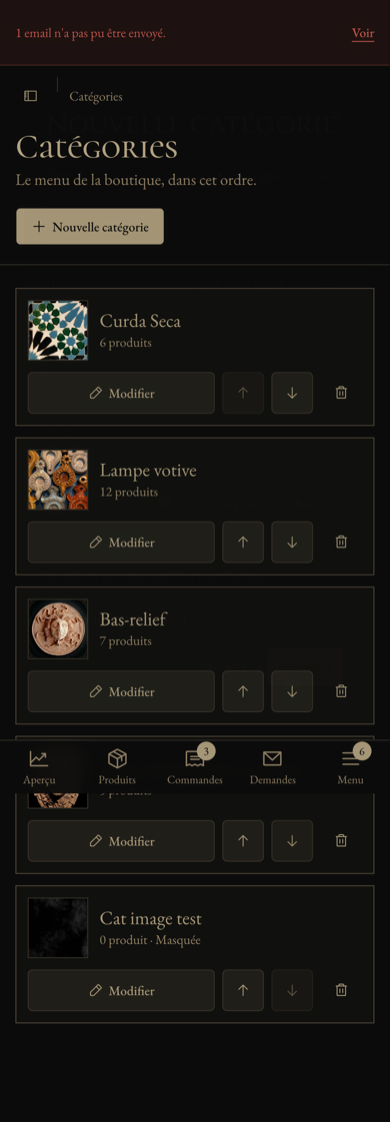 1 email n'a pas pu être envoyé.
Voir
Catégories
NOUVELLE CATÉGORIE
Catégories
Le menu de la boutique, dans cet ordre.
Nouvelle catégorie
Curda Seca
6 produits
Modifier
Lampe votive
12 produits
Modifier
Bas-relief
7 produits
Modifier
3
6
Aperçu
Produits
Commandes
Demandes
Menu
Modifier
Cat image test
0 produit · Masquée
Modifier